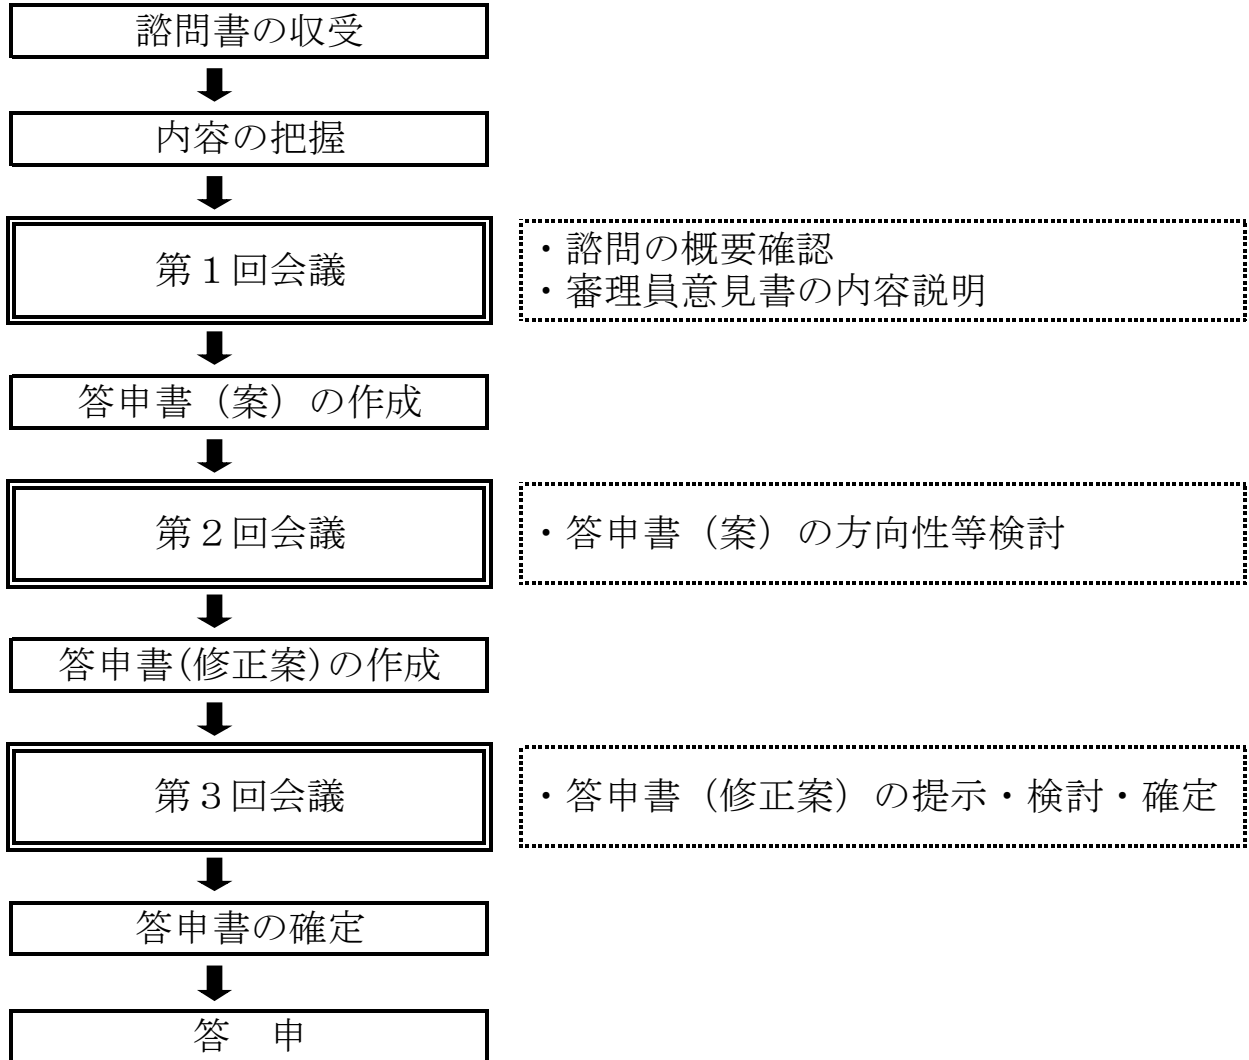 諮問書の収受
内容の把握
第１回会議
・諮問の概要確認
・審理員意見書の内容説明
答申書（案）の作成
第２回会議
・答申書（案）の方向性等検討
答申書(修正案)の作成
第３回会議
・答申書（修正案）の提示・検討・確定
答申書の確定
答　申